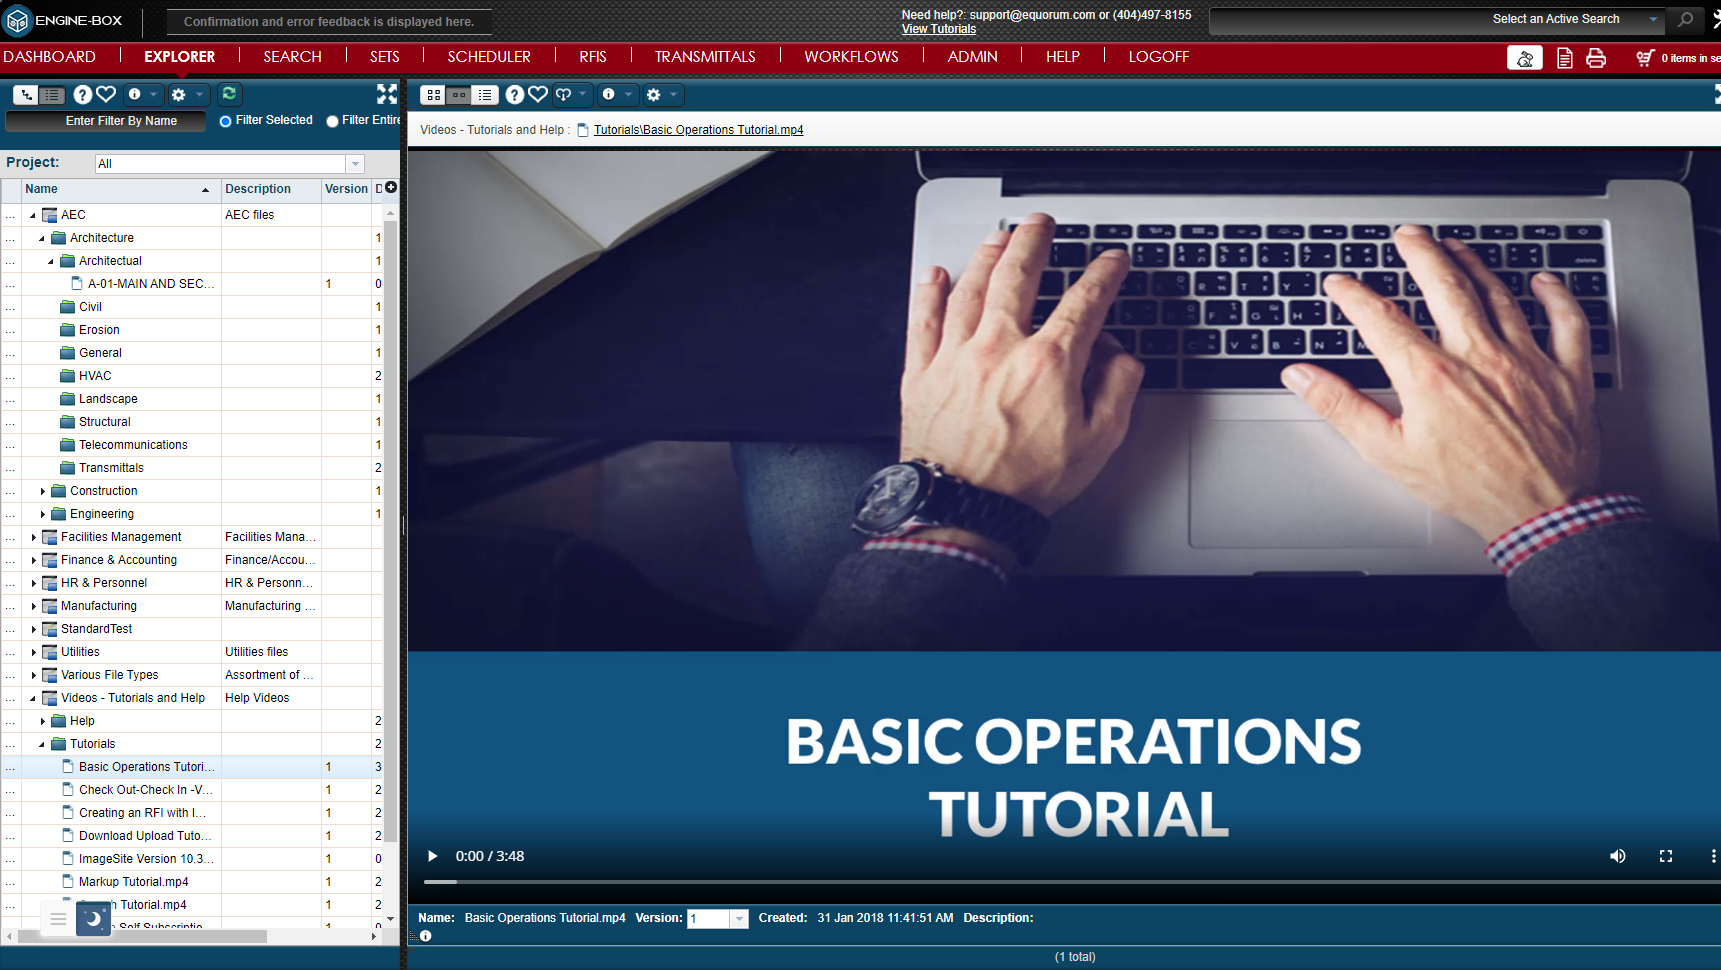 ENGINE-BOX
Confirmation and error feedback is displayed here.
Need help?: support@equorum.com or (404)497-8155
View Tutorials
Select an Active Search
DASHBOARD
EXPLORER
SEARCH
SETS
SCHEDULER
RFIS
TRANSMITTALS
WORKFLOWS
ADMIN
HELP
LOGOFF
0 items in se
Enter Filter By Name
Filter Selected
Filter Entire
Project:
All
Name Description Version D
... AEC AEC files
... Architecture 1
... Architectual 1
... A-01-MAIN AND SEC... 1 0
... Civil 1
... Erosion 1
... General 1
... HVAC 2
... Landscape 1
... Structural 1
... Telecommunications 1
... Transmittals 2
... Construction 1
... Engineering 1
... Facilities Management Facilities Mana...
... Finance & Accounting Finance/Accou...
... HR & Personnel HR & Personn...
... Manufacturing Manufacturing ...
... StandardTest
... Utilities Utilities files
... Various File Types Assortment of ...
... Videos - Tutorials and Help Help Videos
... Help 2
... Tutorials 2
... Basic Operations Tutori... 1 3
... Check Out-Check In -V... 1 2
... Creating an RFI with I... 1 2
... Download Upload Tuto... 1 2
... ImageSite Version 10.3... 1 0
... Markup Tutorial.mp4 1 2
... h Tutorial.mp4 1 2
... Self Subscriptio 1 0
Videos - Tutorials and Help : Tutorials\Basic Operations Tutorial.mp4
BASIC OPERATIONS
TUTORIAL
0:00 / 3:48
Name: Basic Operations Tutorial.mp4 Version: 1 Created: 31 Jan 2018 11:41:51 AM Description:
(1 total)